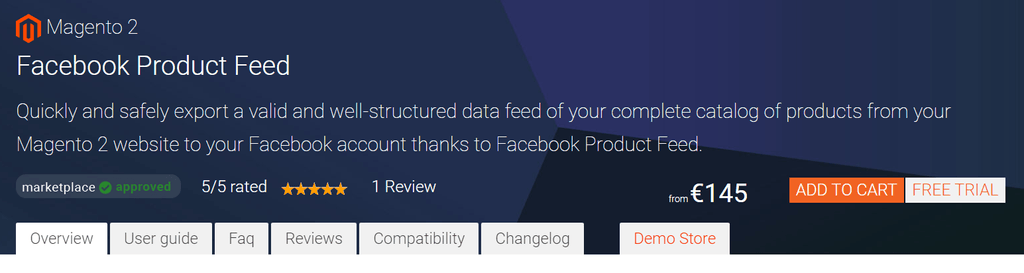 Magento 2
Facebook Product Feed
Quickly and safely export a valid and well-structured data feed of your complete catalog of products from your
Magento 2 website to your Facebook account thanks to Facebook Product Feed.
marketplace approved 5/5 rated 1 Review from €145 ADD TO CART FREE TRIAL
Overview User guide Faq Reviews Compatibility Changelog Demo Store